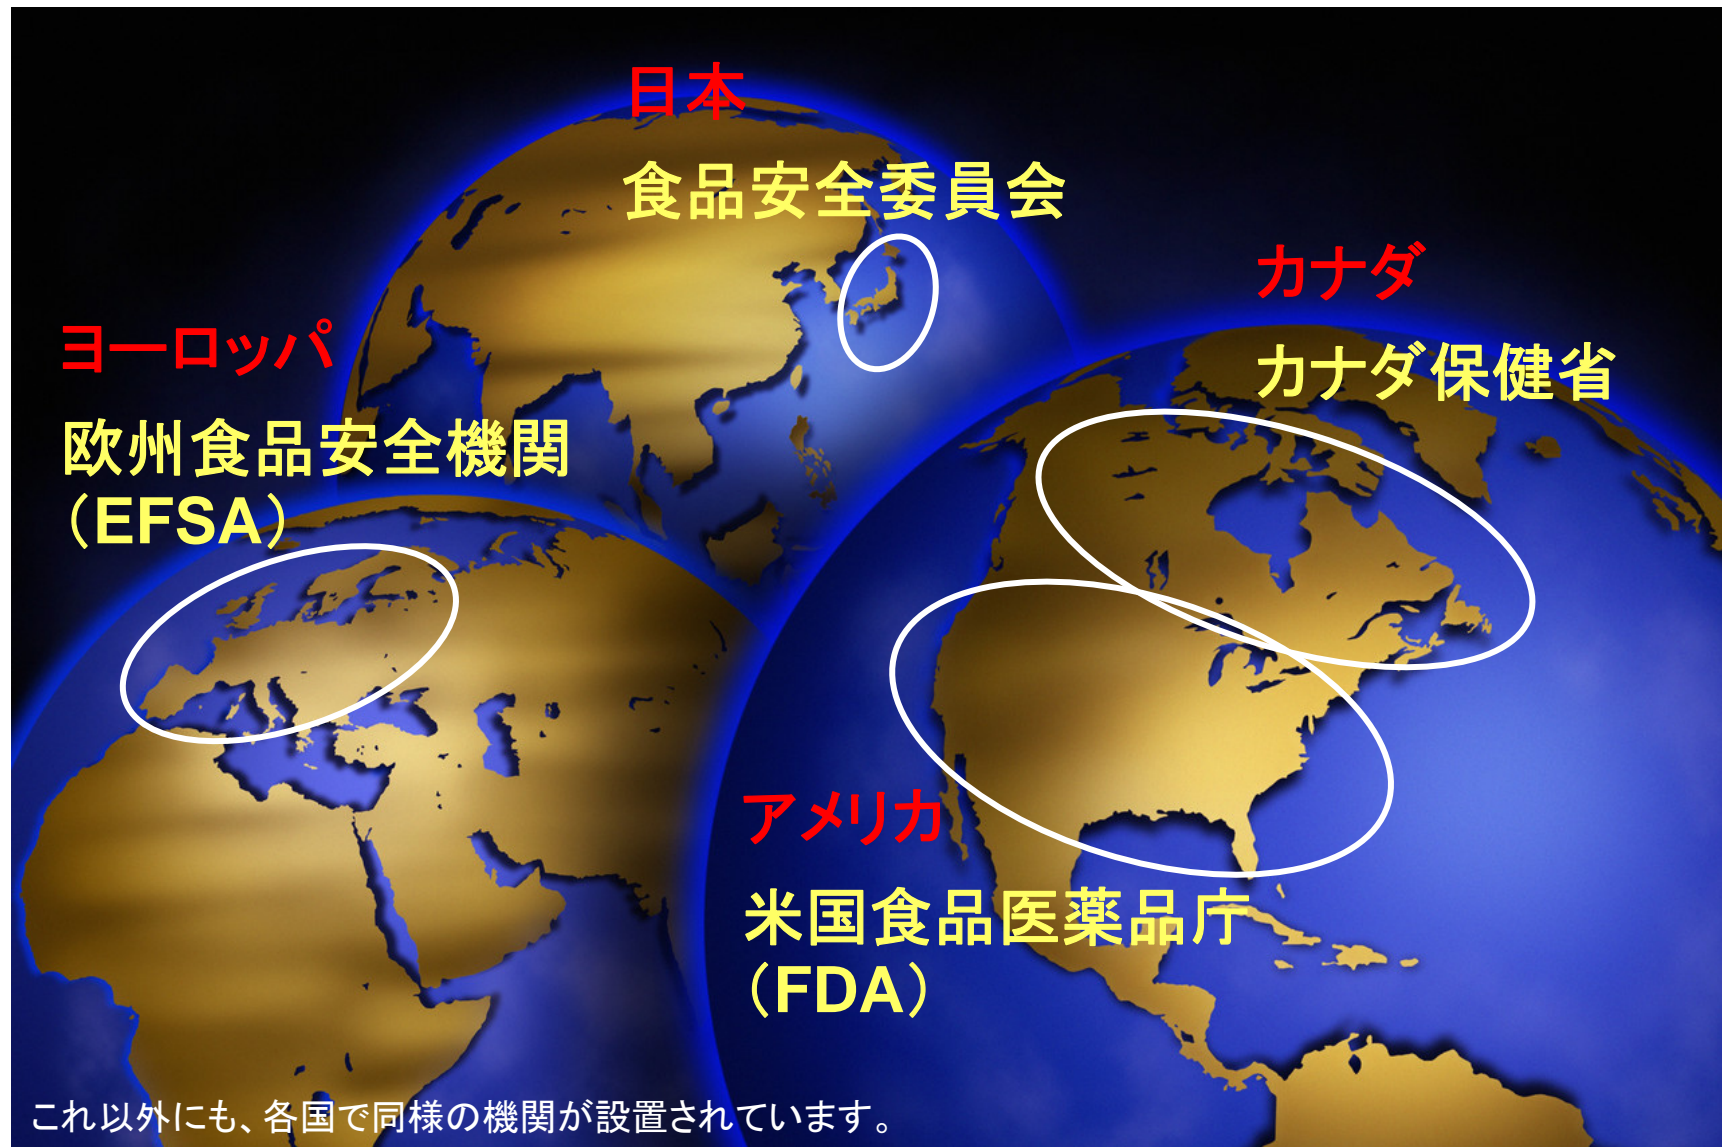 日本
食品安全委員会
カナダ
カナダ保健省
ヨーロッパ
欧州食品安全機関
（EFSA）
アメリカ
米国食品医薬品庁
（FDA）
これ以外にも、各国で同様の機関が設置されています。